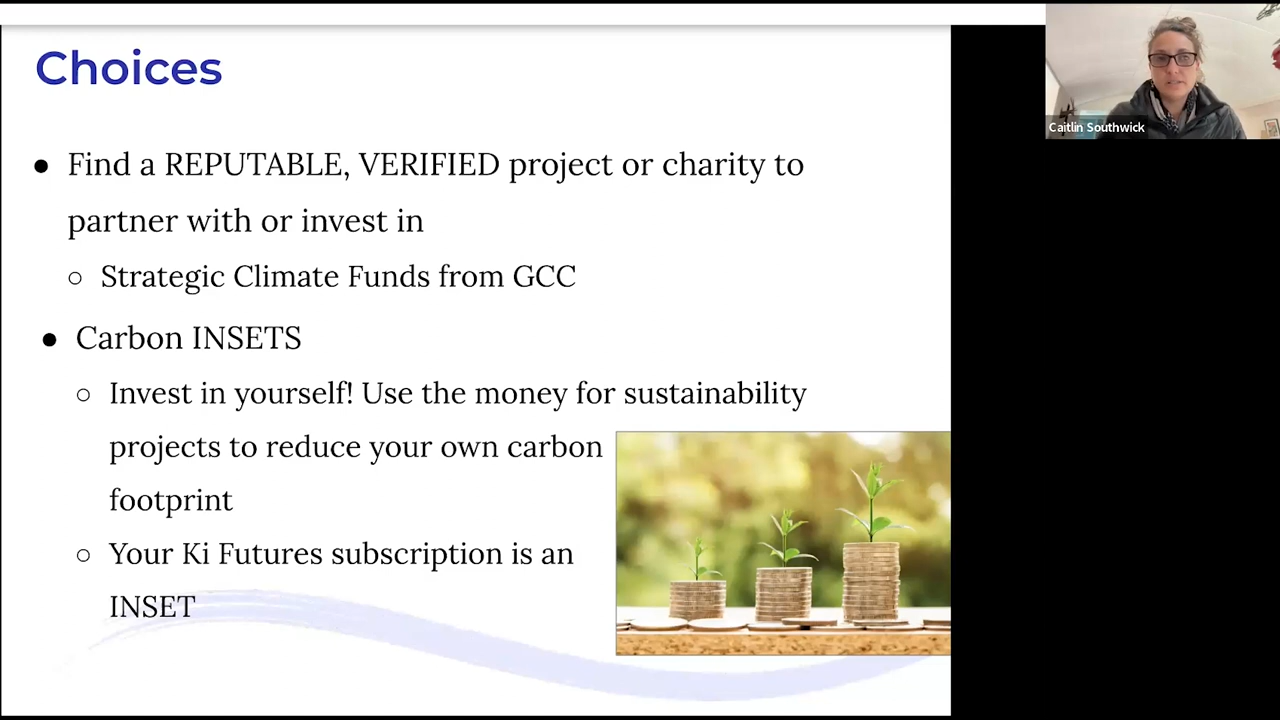 Choices
● Find a REPUTABLE, VERIFIED project or charity to
partner with or invest in
○ Strategic Climate Funds from GCC
● Carbon INSETS
○ Invest in yourself! Use the money for sustainability
projects to reduce your own carbon
footprint
○ Your Ki Futures subscription is an
INSET
Caitlin Southwick